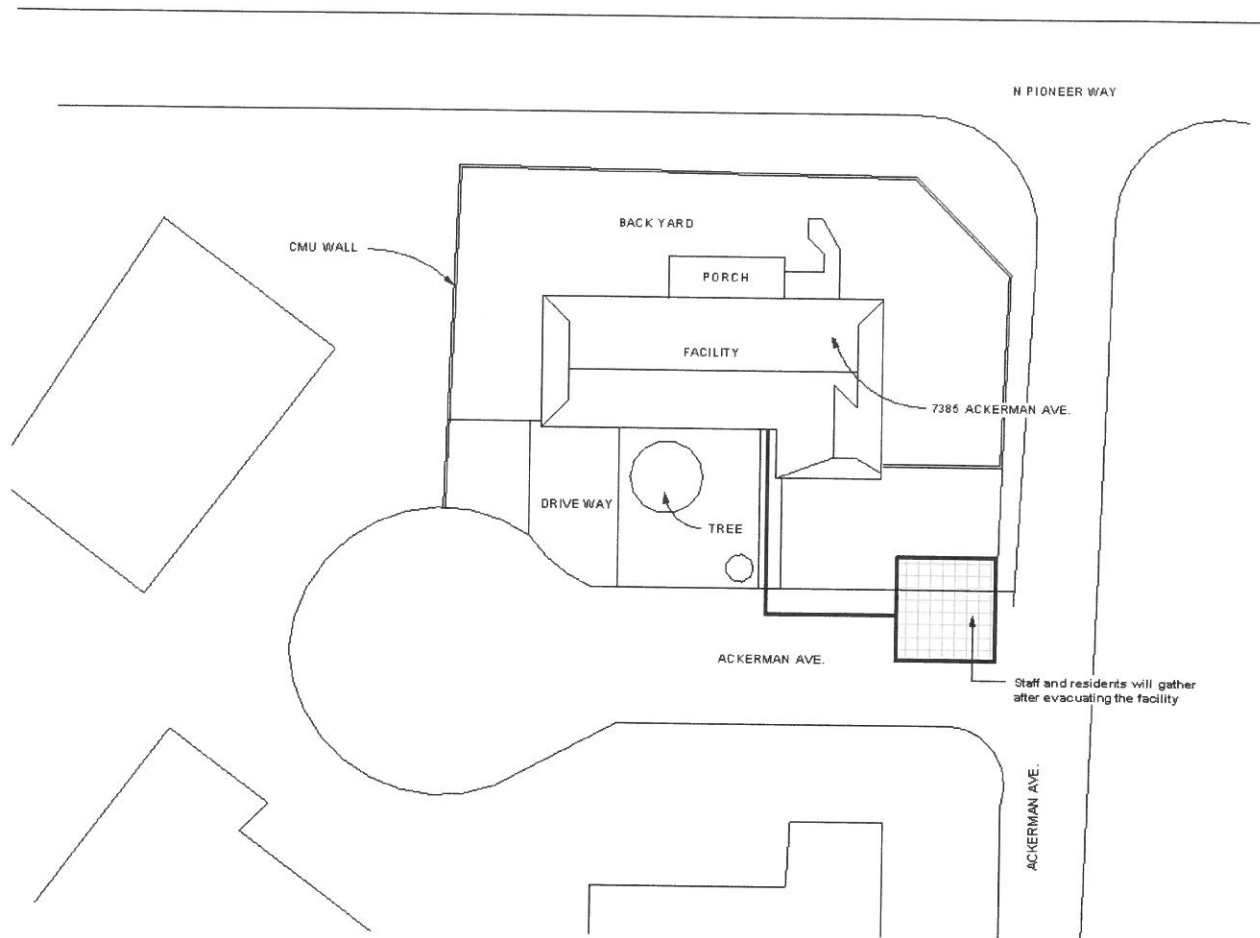 N PIONEER WAY
BACK YARD
CMU WALL
PORCH
FACILITY
7385 ACKERMAN AVE.
DRIVE WAY
TREE
ACKERMAN AVE.
Staff and residents will gather
after evacuating the facility
ACKERMAN AVE.